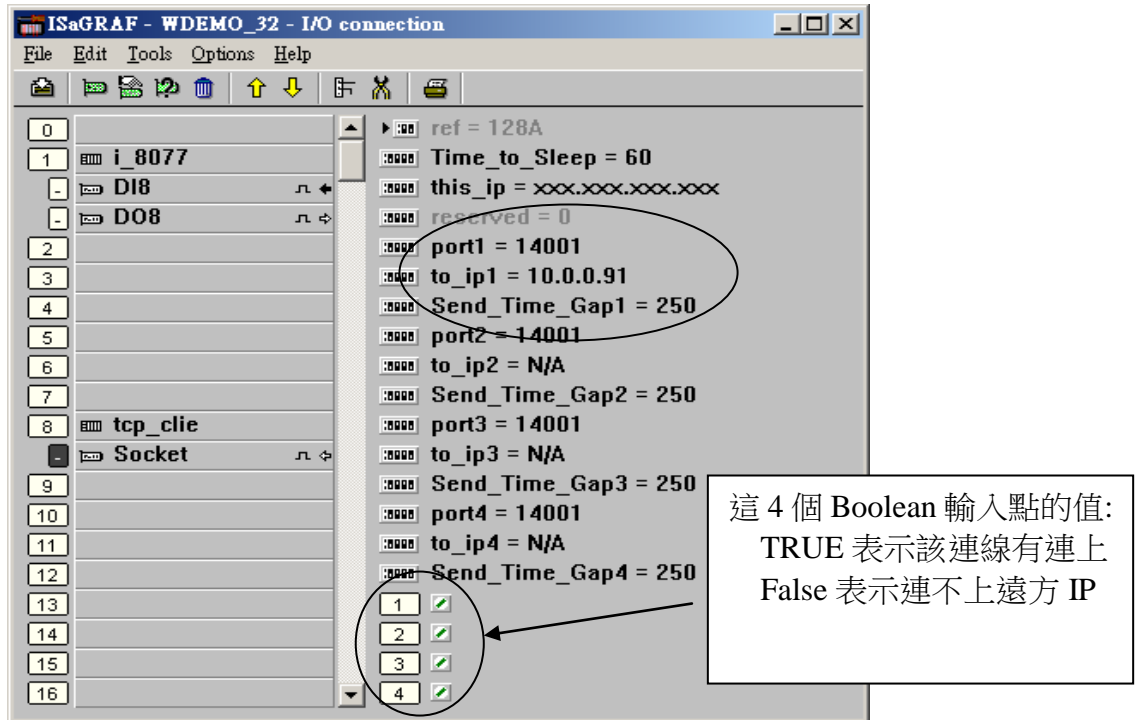 ISaGRAF - WDEMO_32 - I/O connection
File Edit Tools Options Help
0
1 i_8077
- DI8
- DO8
2
3
4
5
6
7
8 tcp_clie
- Socket
9
10
11
12
13
14
15
16
ref = 128A
Time_to_Sleep = 60
this_ip = xxx.xxx.xxx.xxx
reserved = 0
port1 = 14001
to_ip1 = 10.0.0.91
Send_Time_Gap1 = 250
port2 = 14001
to_ip2 = N/A
Send_Time_Gap2 = 250
port3 = 14001
to_ip3 = N/A
Send_Time_Gap3 = 250
port4 = 14001
to_ip4 = N/A
Send_Time_Gap4 = 250
1
2
3
4
這 4 個 Boolean 輸入點的值:
TRUE 表示該連線有連上
False 表示連不上遠方 IP